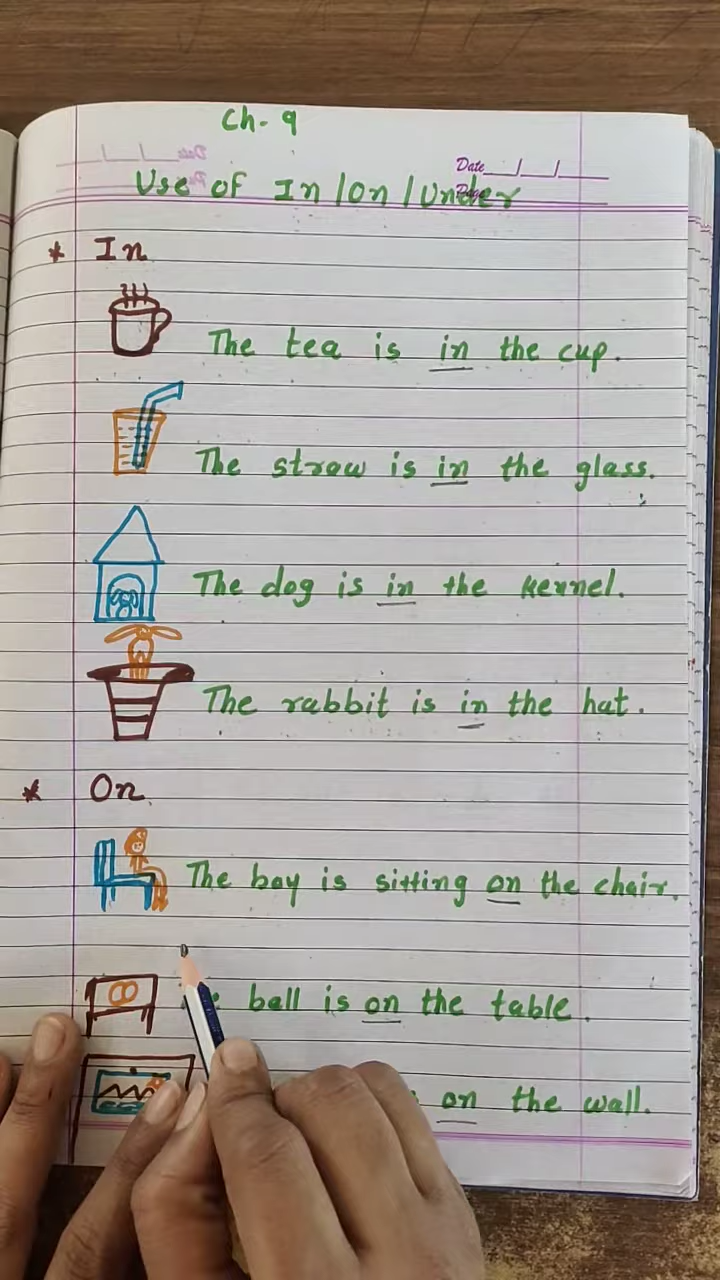 Ch- 9
Date
Use of In / On / Under
* In
The tea is in the cup.
The straw is in the glass.
The dog is in the kennel.
The rabbit is in the hat.
* On
The boy is sitting on the chair.
ball is on the table.
on the wall.